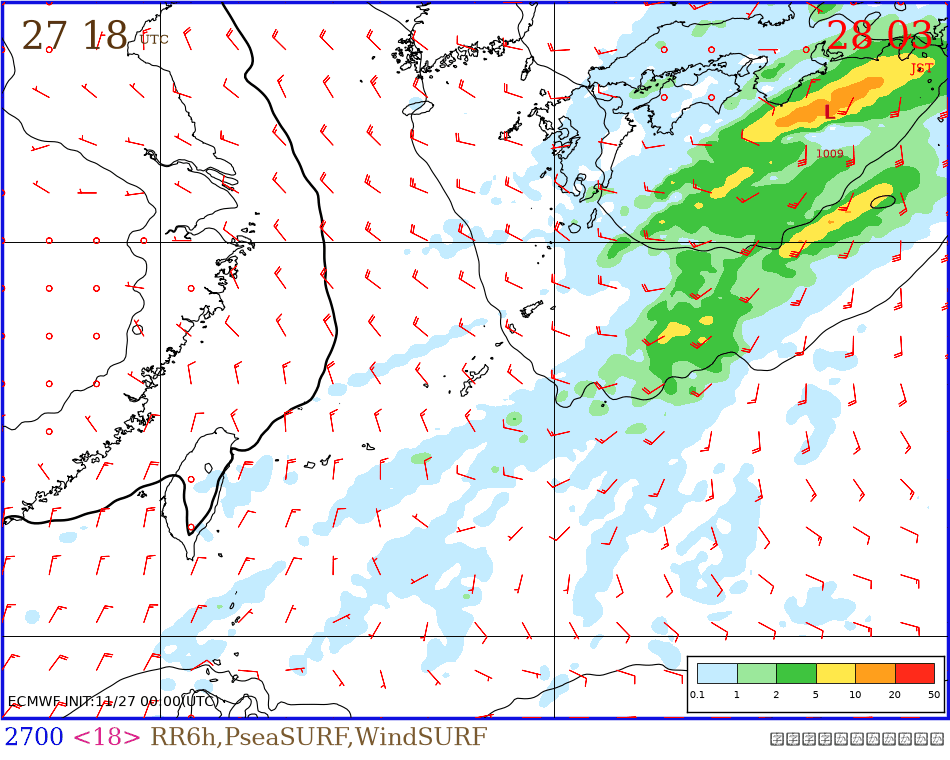 27 18 UTC
28 03
JST
L
1009
ECMWF,INIT:11/27 00:00(UTC)
0.1 1 2 5 10 20 50
2700 <18> RR6h,PseaSURF,WindSURF